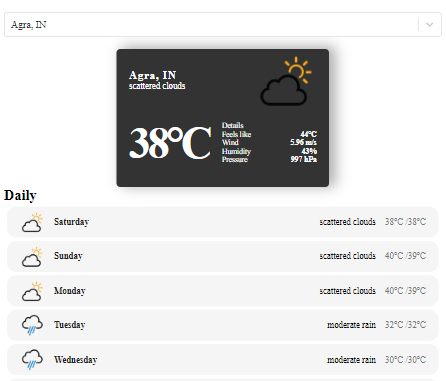 Agra, IN
Agra, IN
scattered clouds
38°C
Details
Feels like 44°C
Wind 5.96 m/s
Humidity 43%
Pressure 997 hPa
Daily
Saturday scattered clouds 38°C /38°C
Sunday scattered clouds 40°C /39°C
Monday scattered clouds 40°C /39°C
Tuesday moderate rain 32°C /32°C
Wednesday moderate rain 30°C /30°C